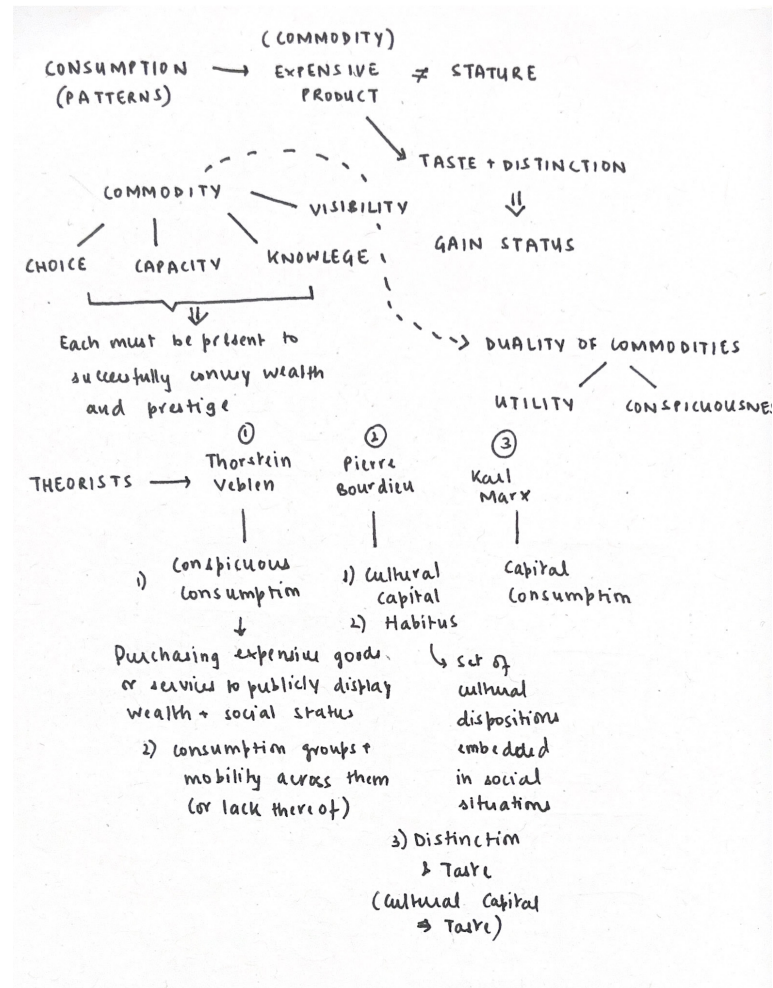 (COMMODITY)
CONSUMPTION → EXPENSIVE ≠ STATURE
(PATTERNS) PRODUCT
TASTE + DISTINCTION
⇓
GAIN STATUS
COMMODITY
VISIBILITY
CHOICE CAPACITY KNOWLEGE
⇓
Each must be present to
successfully convey wealth
and prestige
DUALITY OF COMMODITIES
UTILITY CONSPICUOUSNES
① ② ③
THEORISTS → Thorstein Pierre Karl
Veblen Bourdieu Marx
1) Conspicuous
Consumption
↓
Purchasing expensive goods
or services to publicly display
wealth + social status
2) consumption groups +
mobility across them
(or lack thereof)
1) Cultural
Capital
2) Habitus
↳ set of
cultural
dispositions
embedded
in social
situations
3) Distinction
& Taste
(Cultural Capital
⇒ Taste)
Capital
Consumption